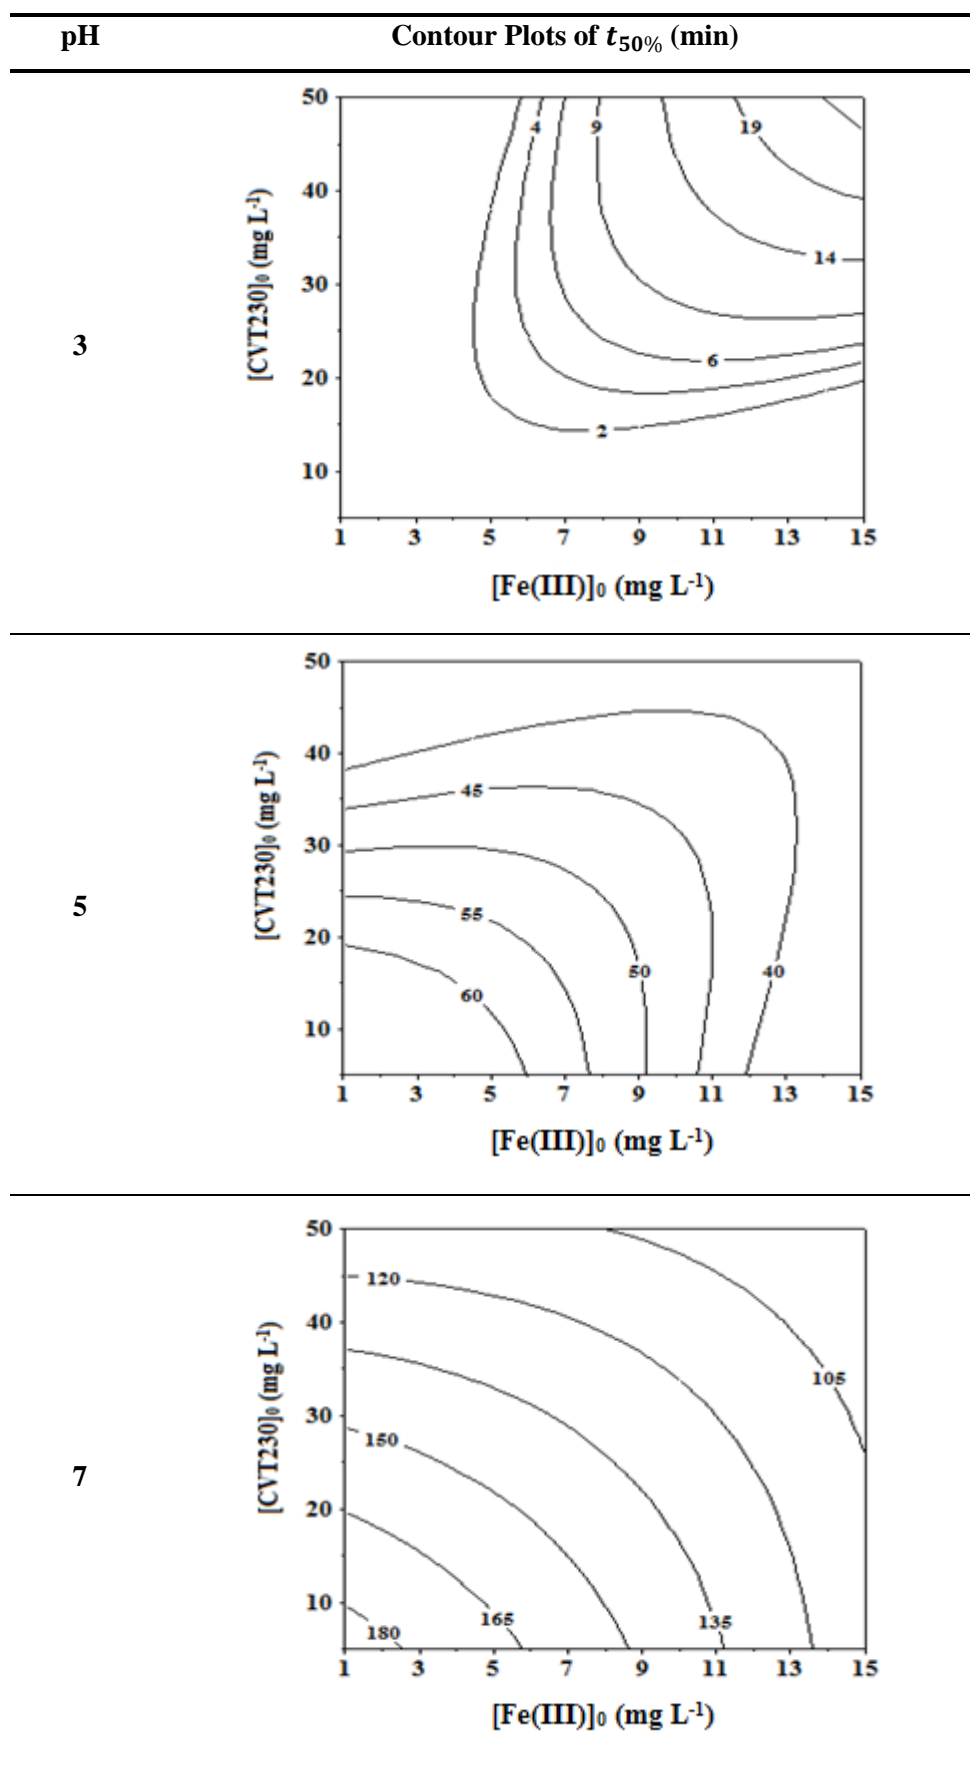 pH Contour Plots of t50% (min)
50
4 9 19
40
30
14
[CVT230]0 (mg L-1)
3
6
20
2
10
1 3 5 7 9 11 13 15
[Fe(III)]0 (mg L-1)
50
40
45
30
[CVT230]0 (mg L-1)
5
55
20
50 40
60
10
1 3 5 7 9 11 13 15
[Fe(III)]0 (mg L-1)
50
120
40
105
30
150
[CVT230]0 (mg L-1)
7
20
165 135
10
180
1 3 5 7 9 11 13 15
[Fe(III)]0 (mg L-1)